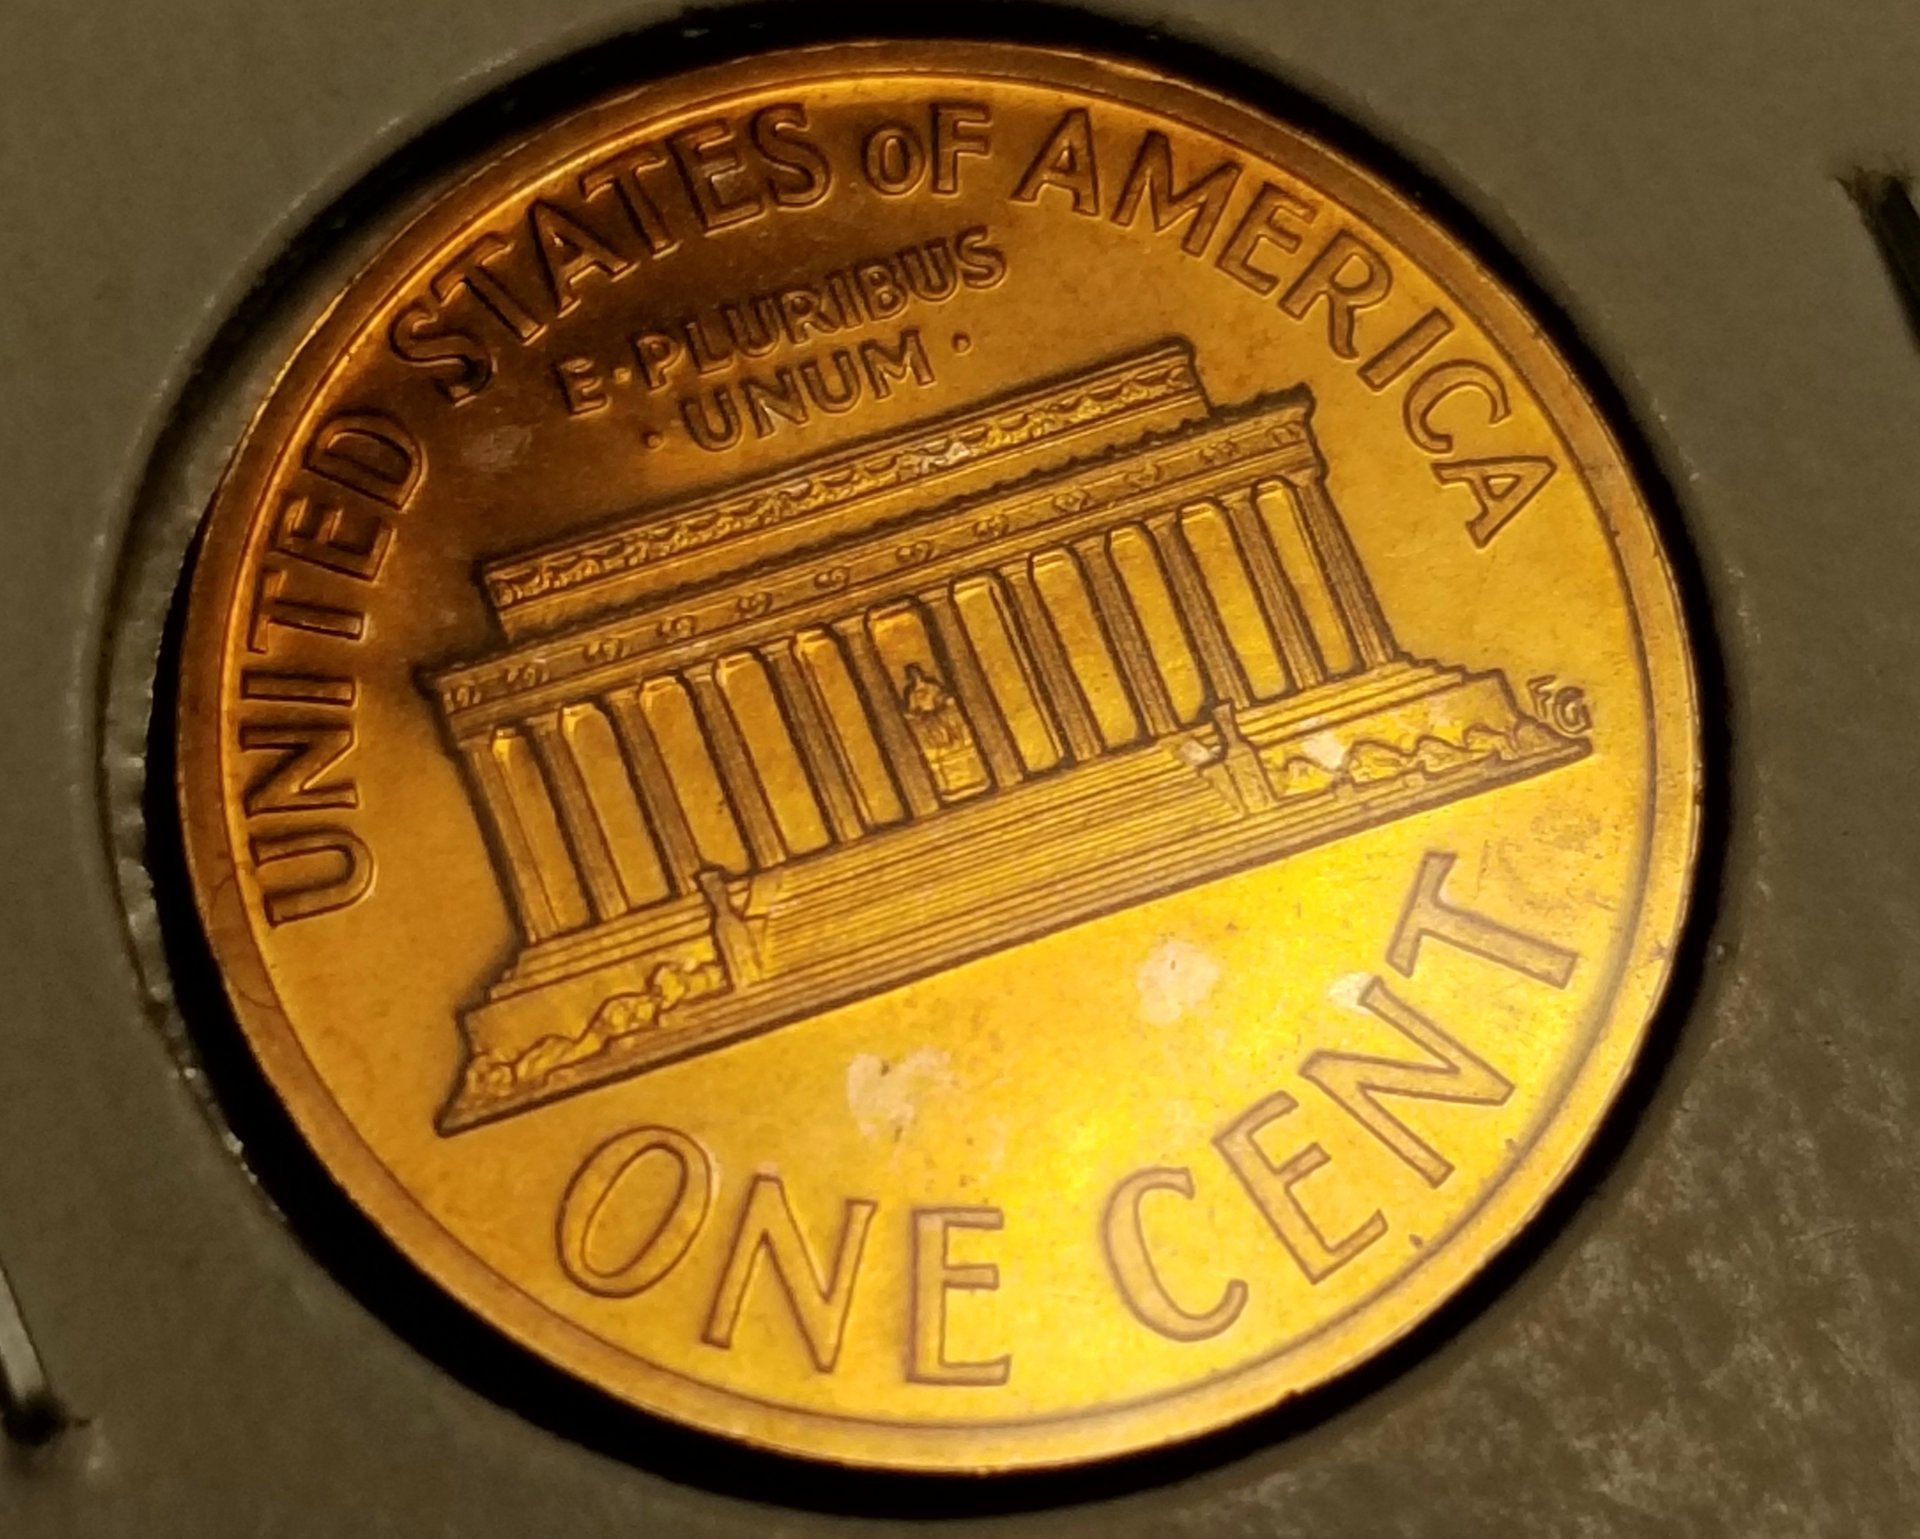 UNITED STATES OF AMERICA
E·PLURIBUS
·UNUM·
FG
ONE CENT